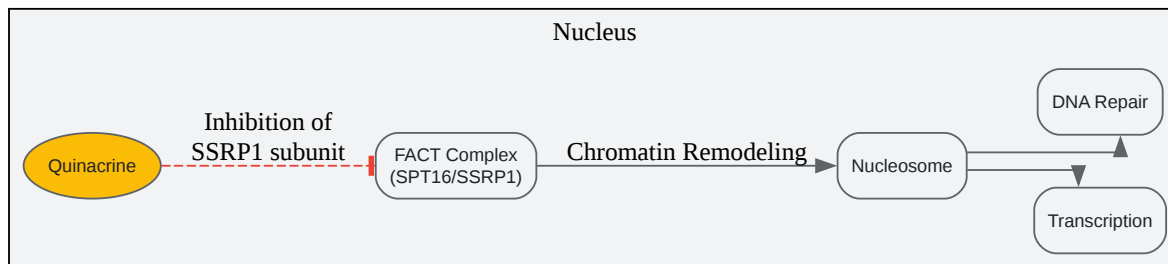 Nucleus
Quinacrine
Inhibition of
SSRP1 subunit
FACT Complex
(SPT16/SSRP1)
Chromatin Remodeling
Nucleosome
DNA Repair
Transcription